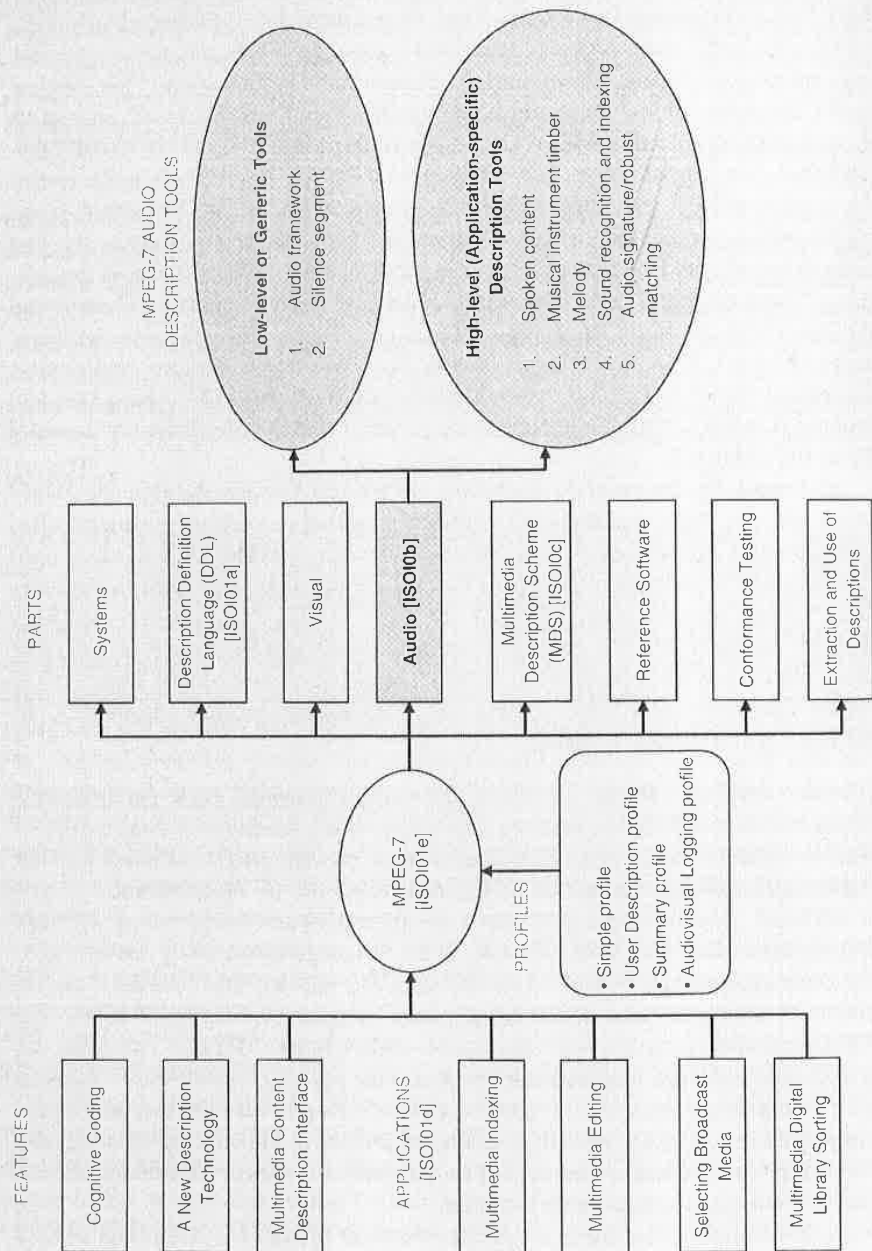 FEATURES
Cognitive Coding
A New Description
Technology
Multimedia Content
Description Interface
APPLICATIONS
[ISOI01d]
Multimedia Indexing
Multimedia Editing
Selecting Broadcast
Media
Multimedia Digital
Library Sorting
MPEG-7
[ISOI01e]
PROFILES
• Simple profile
• User Description profile
• Summary profile
• Audiovisual Logging profile
PARTS
Systems
Description Definition
Language (DDL)
[ISOI01a]
Visual
Audio [ISOI0b]
Multimedia
Description Scheme
(MDS) [ISOI0c]
Reference Software
Conformance Testing
Extraction and Use of
Descriptions
MPEG-7 AUDIO
DESCRIPTION TOOLS
Low-level or Generic Tools
1. Audio framework
2. Silence segment
High-level (Application-specific)
Description Tools
1. Spoken content
2. Musical instrument timber
3. Melody
4. Sound recognition and indexing
5. Audio signature/robust
matching